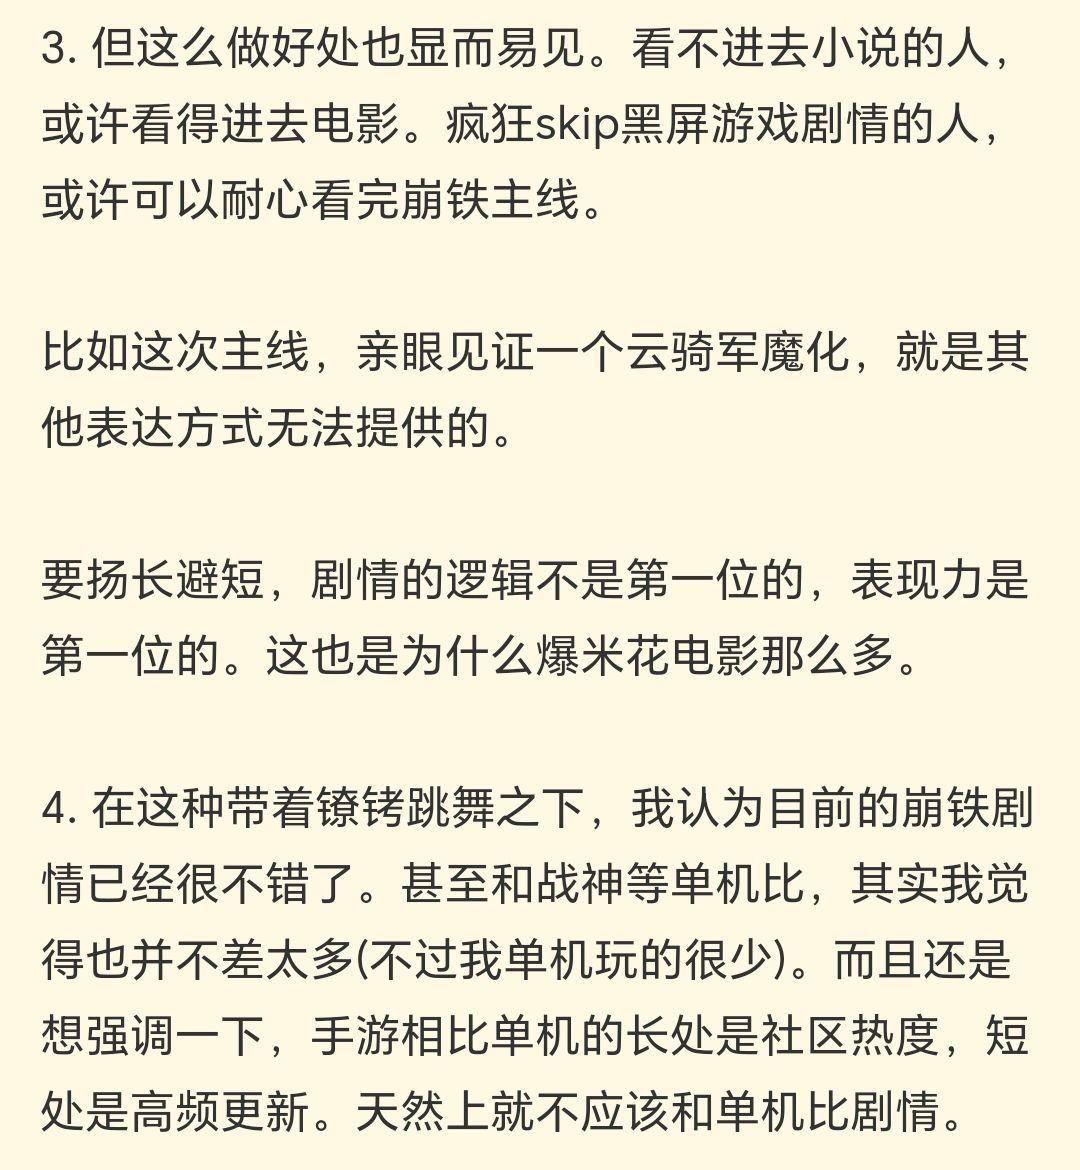 3. 但这么做好处也显而易见。看不进去小说的人，
或许看得进去电影。疯狂skip黑屏游戏剧情的人，
或许可以耐心看完崩铁主线。
比如这次主线，亲眼见证一个云骑军魔化，就是其
他表达方式无法提供的。
要扬长避短，剧情的逻辑不是第一位的，表现力是
第一位的。这也是为什么爆米花电影那么多。
4. 在这种带着镣铐跳舞之下，我认为目前的崩铁剧
情已经很不错了。甚至和战神等单机比，其实我觉
得也并不差太多(不过我单机玩的很少)。而且还是
想强调一下，手游相比单机的长处是社区热度，短
处是高频更新。天然上就不应该和单机比剧情。